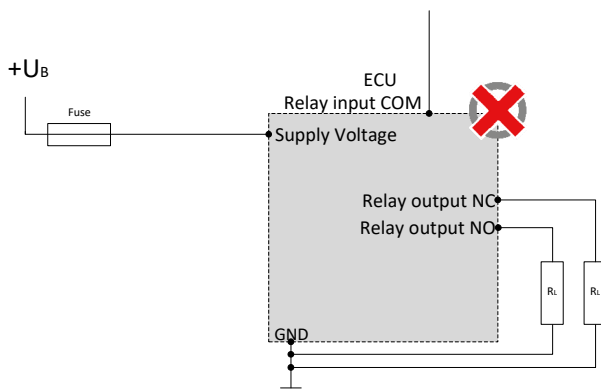 +UB
Fuse
ECU
Relay input COM
Supply Voltage
Relay output NC
Relay output NO
RL
RL
GND